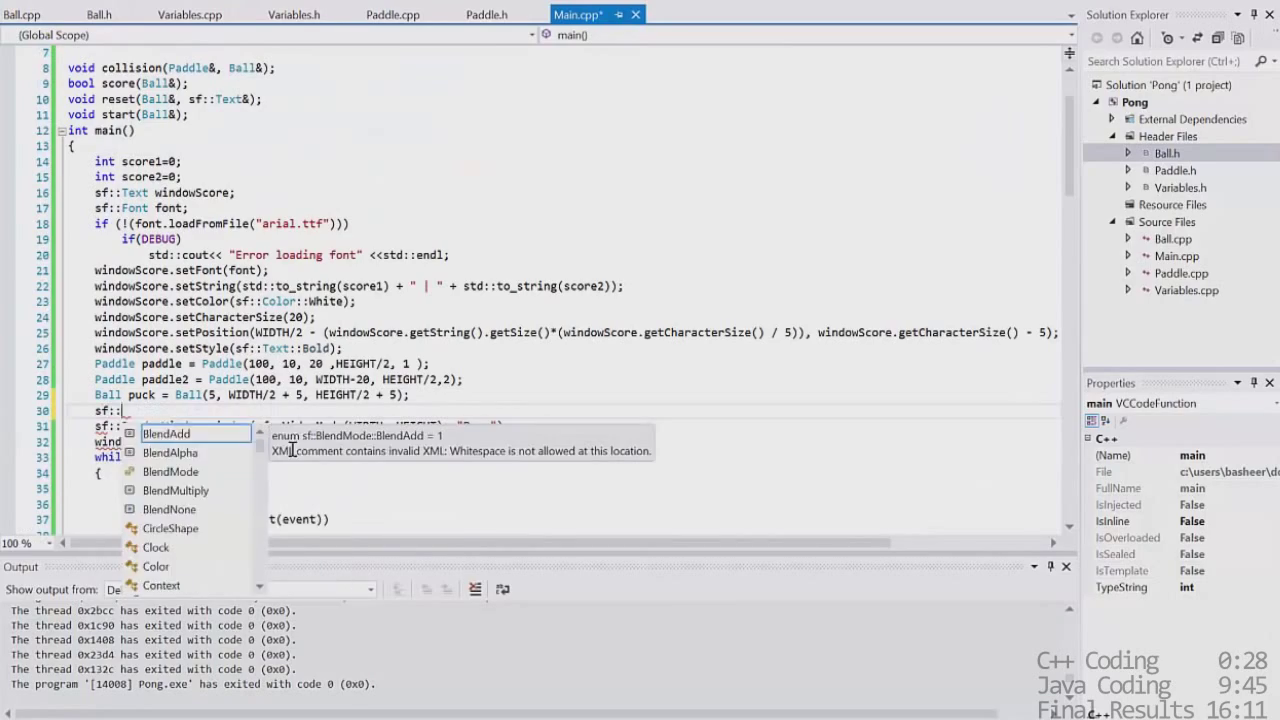 Ball.cpp Ball.h Variables.cpp Variables.h Paddle.cpp Paddle.h Main.cpp*
(Global Scope) main()
7
8 void collision(Paddle&, Ball&);
9 bool score(Ball&);
10 void reset(Ball&, sf::Text&);
11 void start(Ball&);
12 int main()
13 {
14 int score1=0;
15 int score2=0;
16 sf::Text windowScore;
17 sf::Font font;
18 if (!(font.loadFromFile("arial.ttf")))
19 if(DEBUG)
20 std::cout<< "Error loading font" <<std::endl;
21 windowScore.setFont(font);
22 windowScore.setString(std::to_string(score1) + " | " + std::to_string(score2));
23 windowScore.setColor(sf::Color::White);
24 windowScore.setCharacterSize(20);
25 windowScore.setPosition(WIDTH/2 - (windowScore.getString().getSize()*(windowScore.getCharacterSize() / 5)), windowScore.getCharacterSize() - 5);
26 windowScore.setStyle(sf::Text::Bold);
27 Paddle paddle = Paddle(100, 10, 20 ,HEIGHT/2, 1 );
28 Paddle paddle2 = Paddle(100, 10, WIDTH-20, HEIGHT/2,2);
29 Ball puck = Ball(5, WIDTH/2 + 5, HEIGHT/2 + 5);
30 sf::
31 sf::
32 wind
33 whil
34 {
35
36
37 t(event))
BlendAdd
BlendAlpha
BlendMode
BlendMultiply
BlendNone
CircleShape
Clock
Color
Context
enum sf::BlendMode::BlendAdd = 1
XML comment contains invalid XML: Whitespace is not allowed at this location.
100 %
Output
Show output from: De
The thread 0x2bcc has exited with code 0 (0x0).
The thread 0x1c90 has exited with code 0 (0x0).
The thread 0x1408 has exited with code 0 (0x0).
The thread 0x23d4 has exited with code 0 (0x0).
The thread 0x132c has exited with code 0 (0x0).
The program '[14008] Pong.exe' has exited with code 0 (0x0).
Solution Explorer
Search Solution Explorer (Ctrl+;)
Solution 'Pong' (1 project)
Pong
External Dependencies
Header Files
Ball.h
Paddle.h
Variables.h
Resource Files
Source Files
Ball.cpp
Main.cpp
Paddle.cpp
Variables.cpp
Properties
main VCCodeFunction
C++
(Name) main
File c:\users\basheer\do
FullName main
IsInjected False
IsInline False
IsOverloaded False
IsSealed False
IsTemplate False
TypeString int
C++
C++ Coding 0:28
Java Coding 9:45
Final Results 16:11